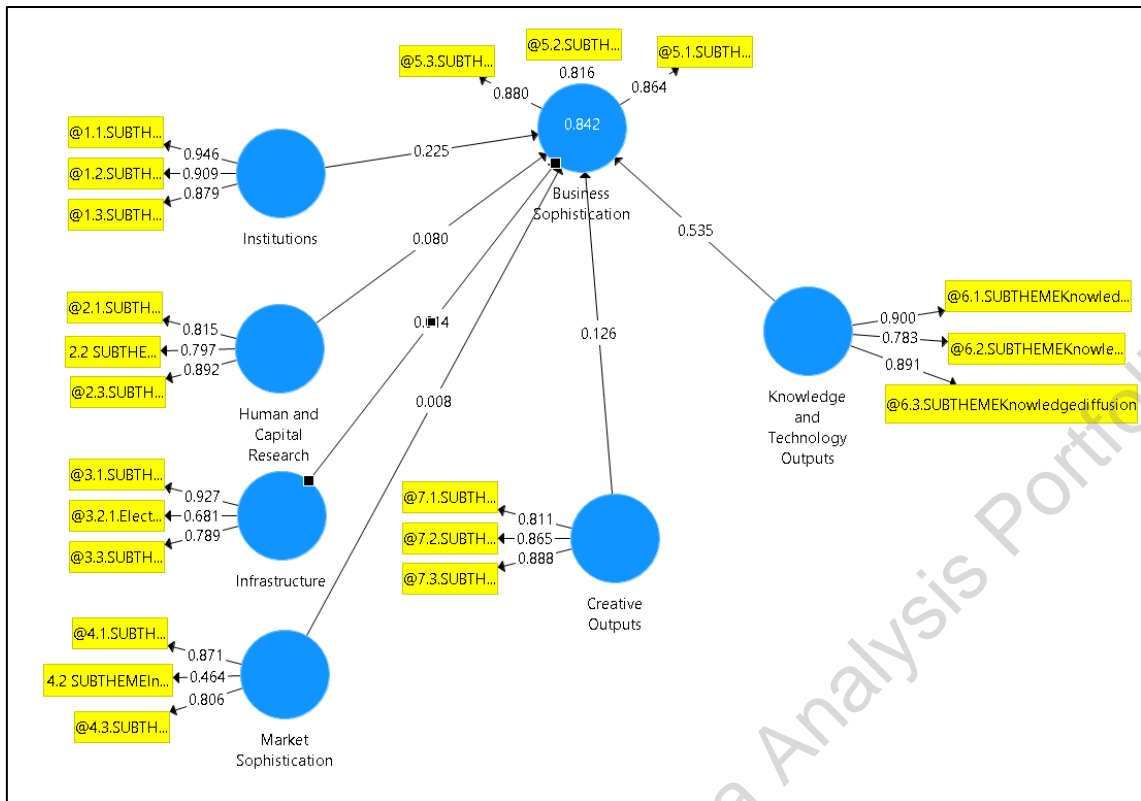 @5.3.SUBTH...
@5.2.SUBTH...
@5.1.SUBTH...
0.880
0.816
0.864
0.842
Business
Sophistication
@1.1.SUBTH...
@1.2.SUBTH...
@1.3.SUBTH...
0.946
0.909
0.879
Institutions
0.225
@2.1.SUBTH...
2.2 SUBTHE...
@2.3.SUBTH...
0.815
0.797
0.892
Human and
Capital
Research
0.080
@3.1.SUBTH...
@3.2.1.Elect...
@3.3.SUBTH...
0.927
0.681
0.789
Infrastructure
@4.1.SUBTH...
4.2 SUBTHEMEIn...
@4.3.SUBTH...
0.871
0.464
0.806
Market
Sophistication
0.008
@7.1.SUBTH...
@7.2.SUBTH...
@7.3.SUBTH...
0.811
0.865
0.888
Creative
Outputs
0.126
0.535
Knowledge
and
Technology
Outputs
0.900
0.783
0.891
@6.1.SUBTHEMEKnowled...
@6.2.SUBTHEMEKnowle...
@6.3.SUBTHEMEKnowledgediffusion
Analysis